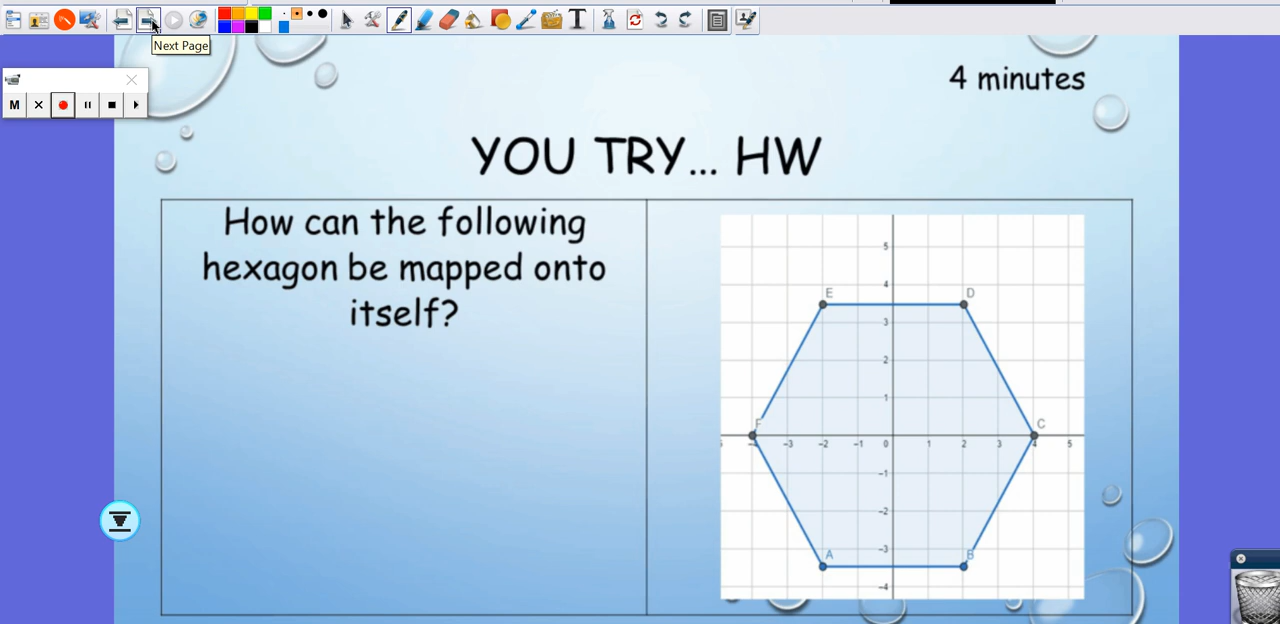 T
Next Page
M
4 minutes
YOU TRY... HW
How can the following
hexagon be mapped onto
itself?
5
E
4
D
3
2
1
F
C
-3
-2
-1
0
1
2
3
4
5
-1
-2
-3
A
B
-4